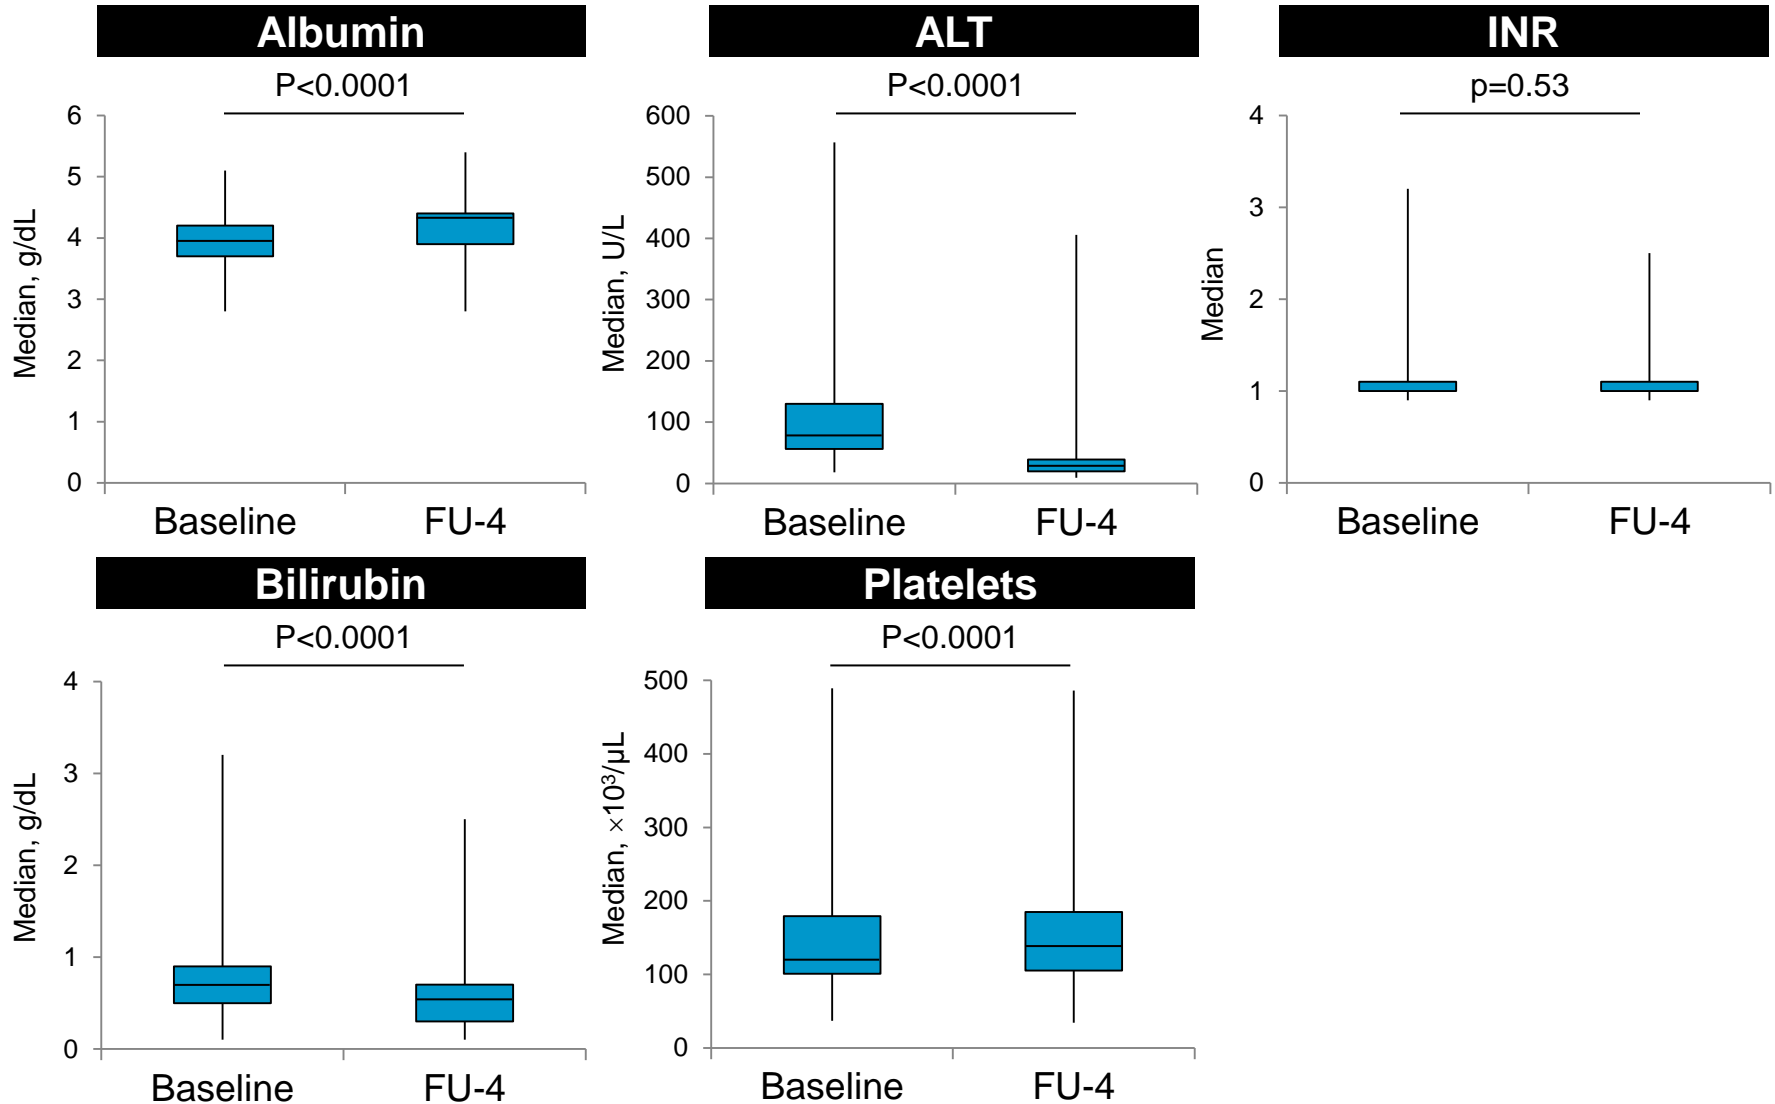 Albumin
P<0.0001
Median, g/dL
6
5
4
3
2
1
0
Baseline FU-4
ALT
P<0.0001
Median, U/L
600
500
400
300
200
100
0
Baseline FU-4
INR
p=0.53
Median
4
3
2
1
0
Baseline FU-4
Bilirubin
P<0.0001
Median, g/dL
4
3
2
1
0
Baseline FU-4
Platelets
P<0.0001
Median, ×10³/µL
500
400
300
200
100
0
Baseline FU-4